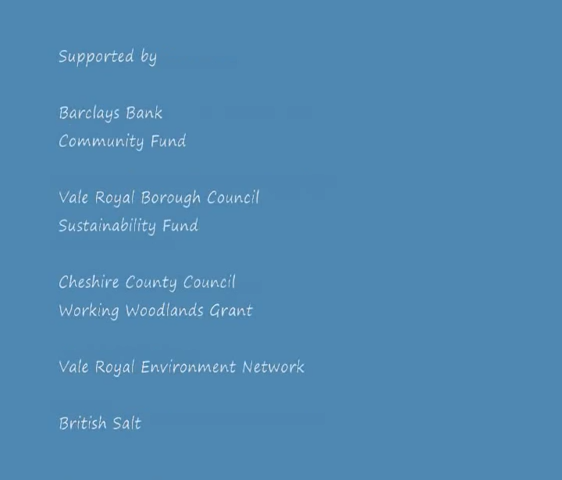 Supported by
Barclays Bank
Community Fund
Vale Royal Borough Council
Sustainability Fund
Cheshire County Council
Working Woodlands Grant
Vale Royal Environment Network
British Salt